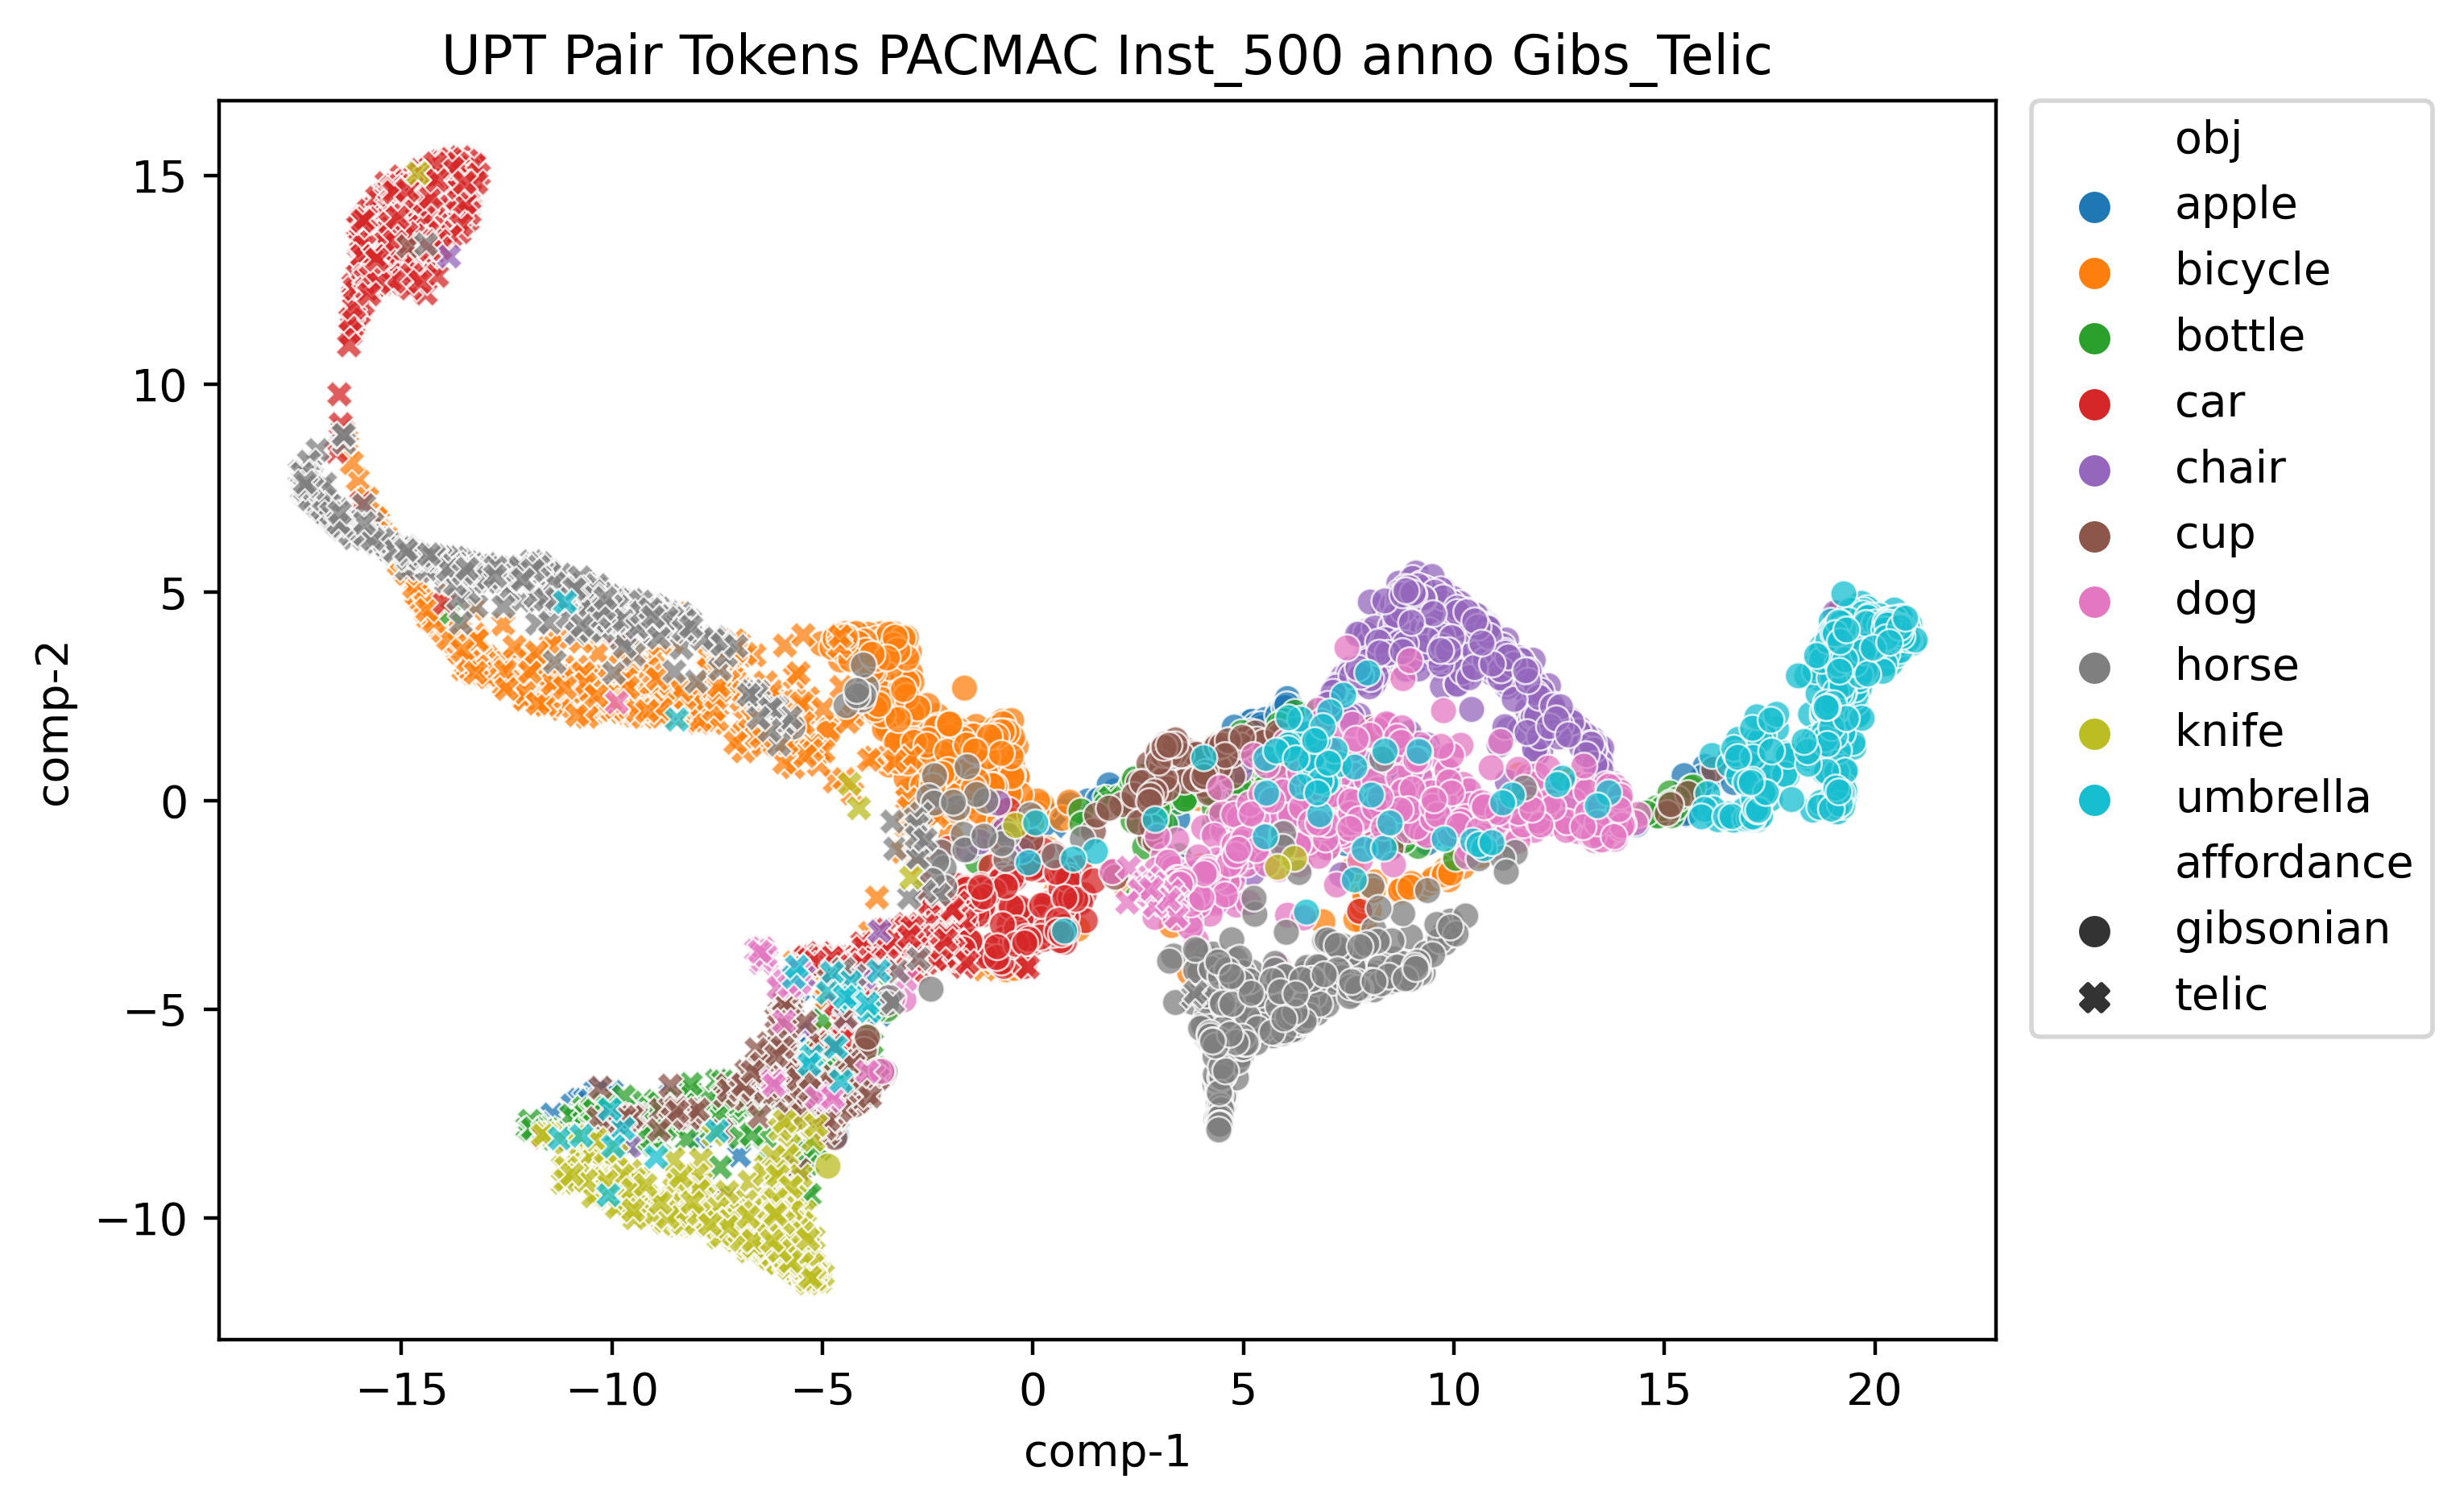 UPT Pair Tokens PACMAC Inst_500 anno Gibs_Telic
15
10
5
0
−5
−10
comp-2
−15
−10
−5
0
5
10
15
20
comp-1
obj
apple
bicycle
bottle
car
chair
cup
dog
horse
knife
umbrella
affordance
gibsonian
telic